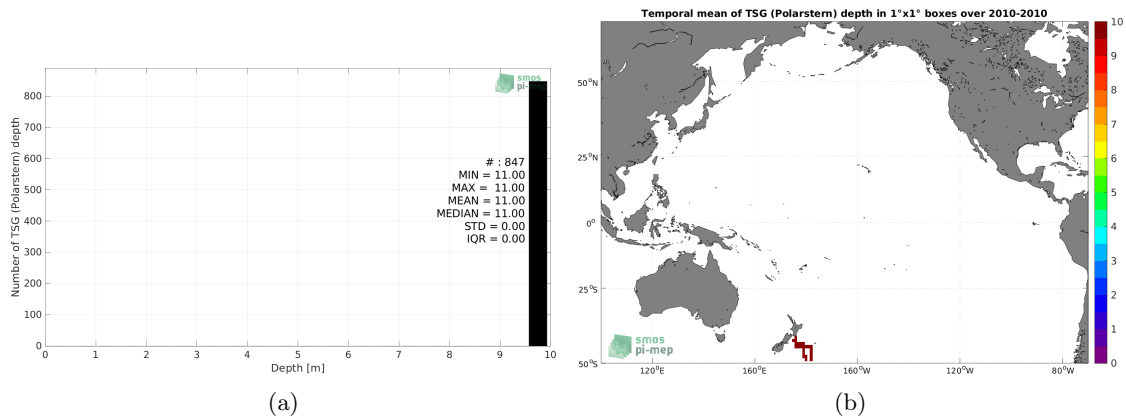 smos
pi-mep
Number of TSG (Polarstern) depth
800
700
600
500
400
300
200
100
0
# : 847
MIN = 11.00
MAX = 11.00
MEAN = 11.00
MEDIAN = 11.00
STD = 0.00
IQR = 0.00
0 1 2 3 4 5 6 7 8 9 10
Depth [m]
(a)
Temporal mean of TSG (Polarstern) depth in 1°x1° boxes over 2010-2010
50°N
25°N
0°
25°S
50°S
120°E 160°E 160°W 120°W 80°W
smos
pi-mep
10
9
8
7
6
5
4
3
2
1
0
(b)